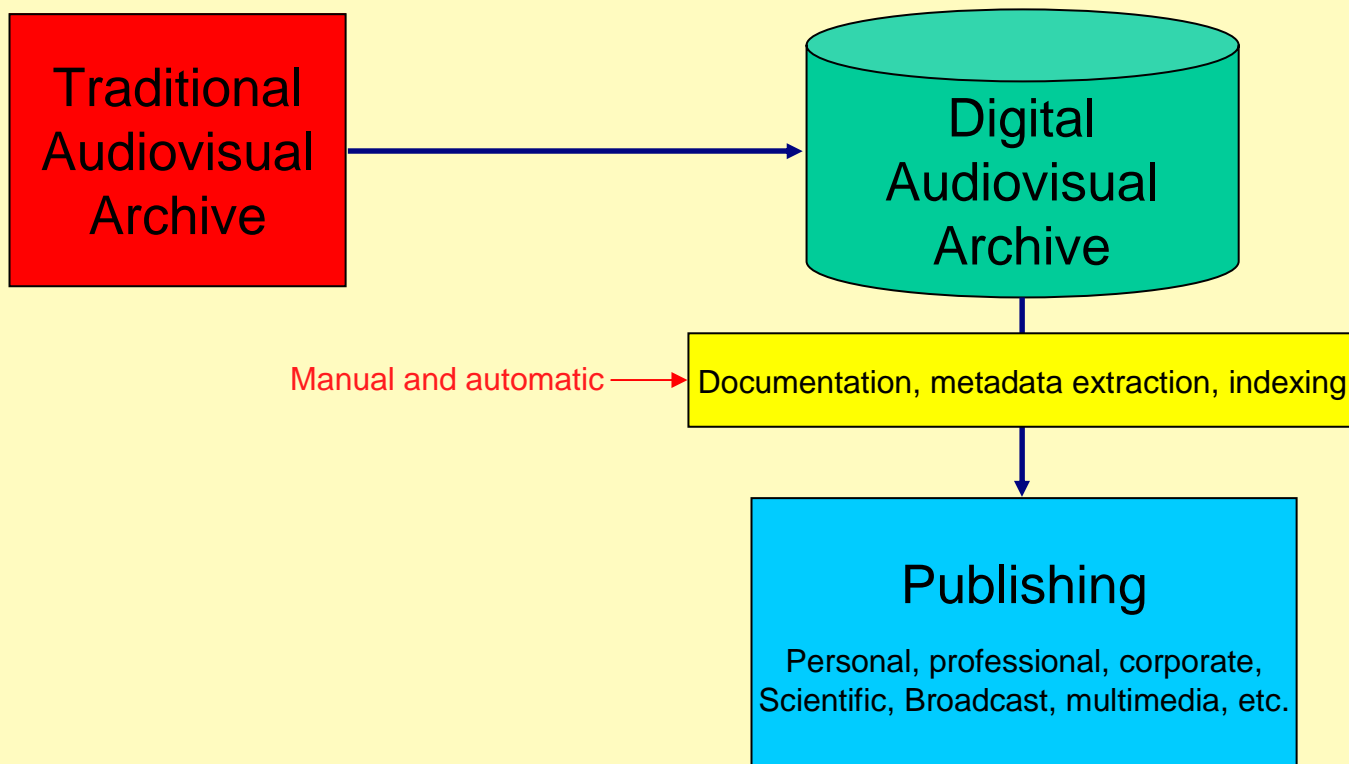 Traditional
Audiovisual
Archive
Digital
Audiovisual
Archive
Manual and automatic
Documentation, metadata extraction, indexing
Publishing
Personal, professional, corporate,
Scientific, Broadcast, multimedia, etc.